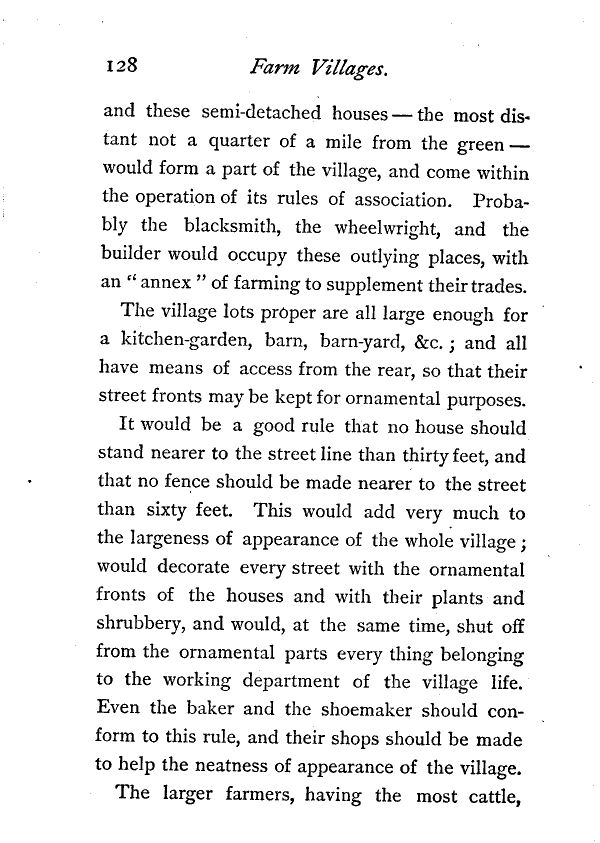 128 Farm Villages.
and these semi-detached houses — the most dis-
tant not a quarter of a mile from the green —
would form a part of the village, and come within
the operation of its rules of association. Proba-
bly the blacksmith, the wheelwright, and the
builder would occupy these outlying places, with
an “annex” of farming to supplement their trades.
The village lots proper are all large enough for
a kitchen-garden, barn, barn-yard, &c.; and all
have means of access from the rear, so that their
street fronts may be kept for ornamental purposes.
It would be a good rule that no house should
stand nearer to the street line than thirty feet, and
that no fence should be made nearer to the street
than sixty feet. This would add very much to
the largeness of appearance of the whole village;
would decorate every street with the ornamental
fronts of the houses and with their plants and
shrubbery, and would, at the same time, shut off
from the ornamental parts every thing belonging
to the working department of the village life.
Even the baker and the shoemaker should con-
form to this rule, and their shops should be made
to help the neatness of appearance of the village.
The larger farmers, having the most cattle,